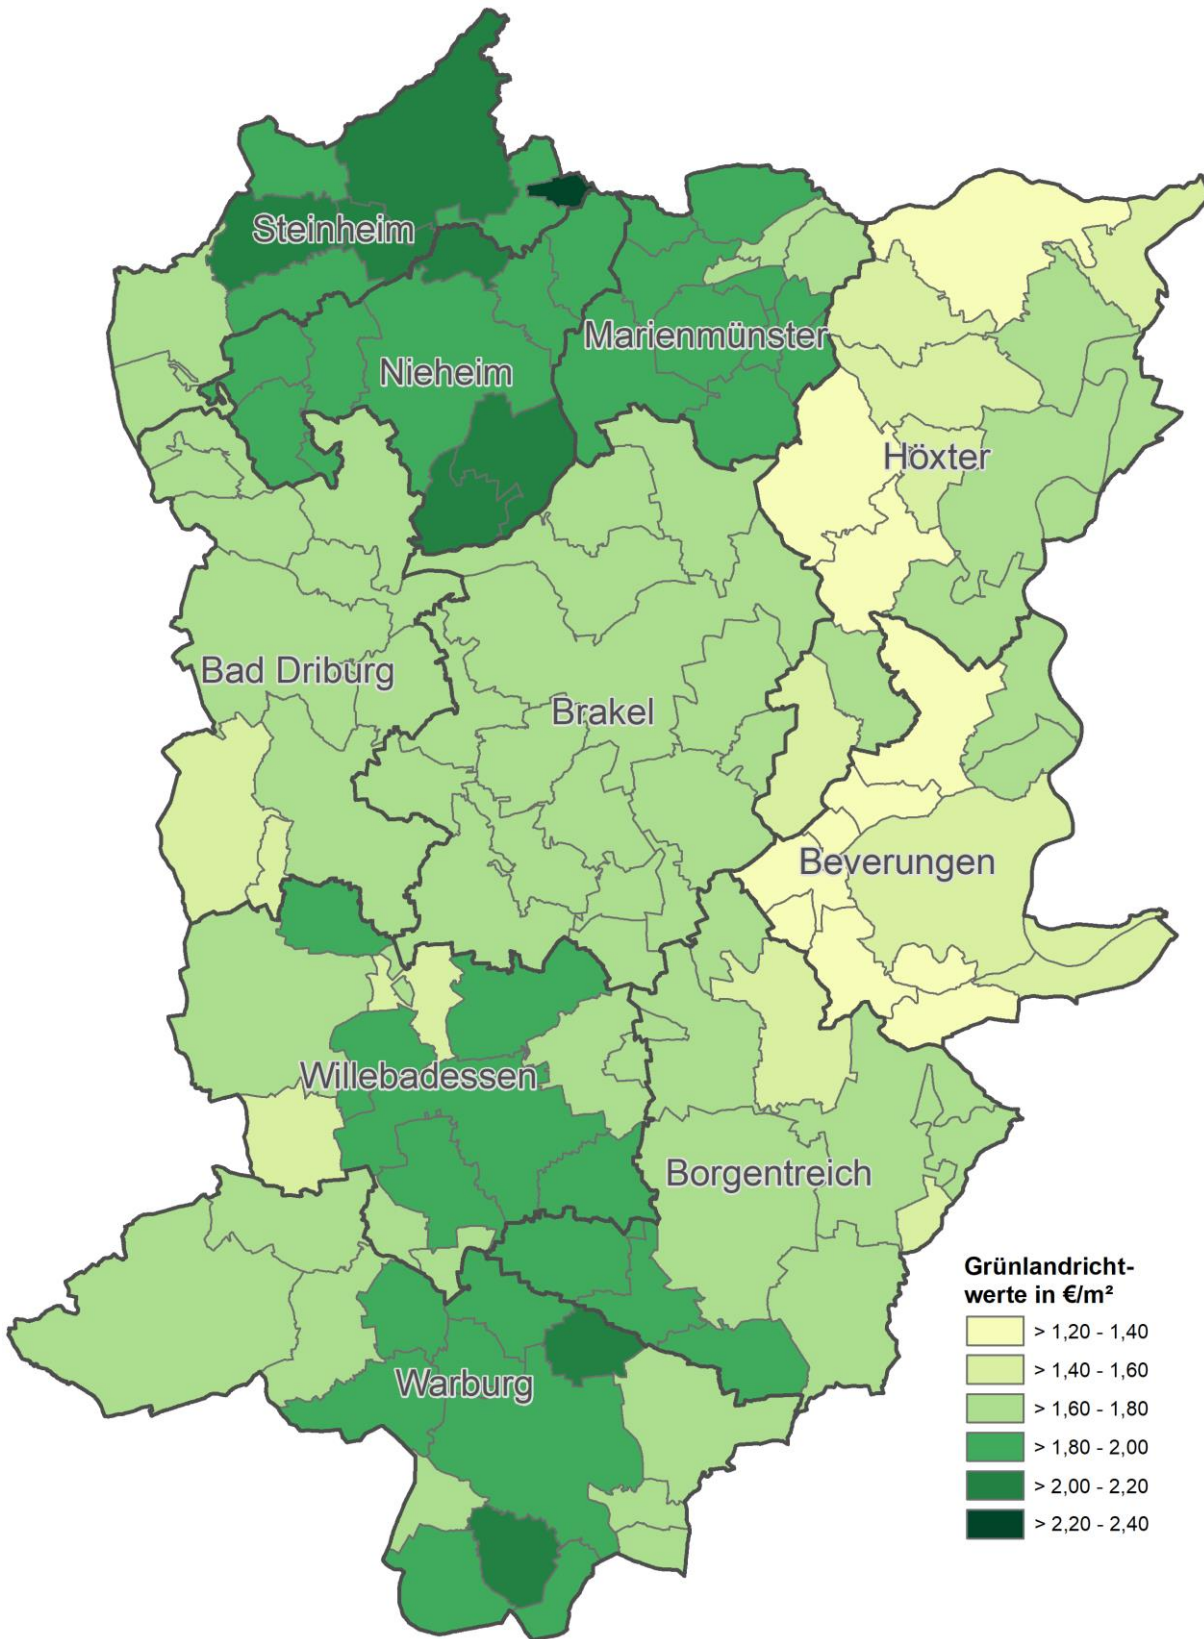 Steinheim
Marienmünster
Nieheim
Höxter
Bad Driburg
Brakel
Beverungen
Willebadessen
Borgentreich
Warburg
Grünlandricht-
werte in €/m²
> 1,20 - 1,40
> 1,40 - 1,60
> 1,60 - 1,80
> 1,80 - 2,00
> 2,00 - 2,20
> 2,20 - 2,40